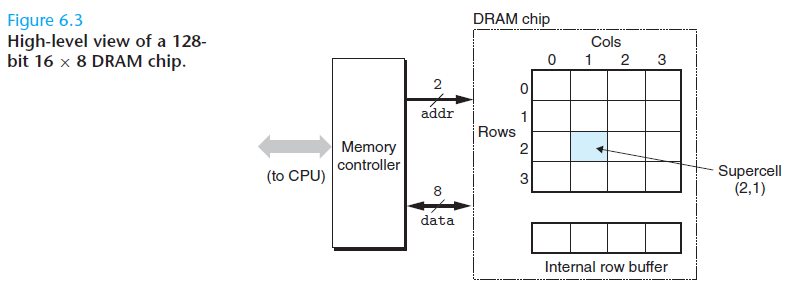 Figure 6.3
High-level view of a 128-
bit 16 × 8 DRAM chip.
DRAM chip
Cols
0 1 2 3
2
addr
0
1
Rows
2
3
Memory
controller
(to CPU)
8
data
Supercell
(2,1)
Internal row buffer